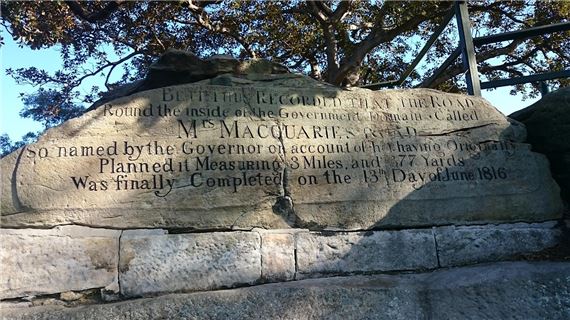 BE IT THUS RECORDED THAT THE ROAD
Round the inside of the Government Domain Called
MRS MACQUARIES ROAD
So named by the Governor on account of her having Originally
Planned it Measuring 3 Miles, and 377 Yards
Was finally Completed on the 13th Day of June 1816